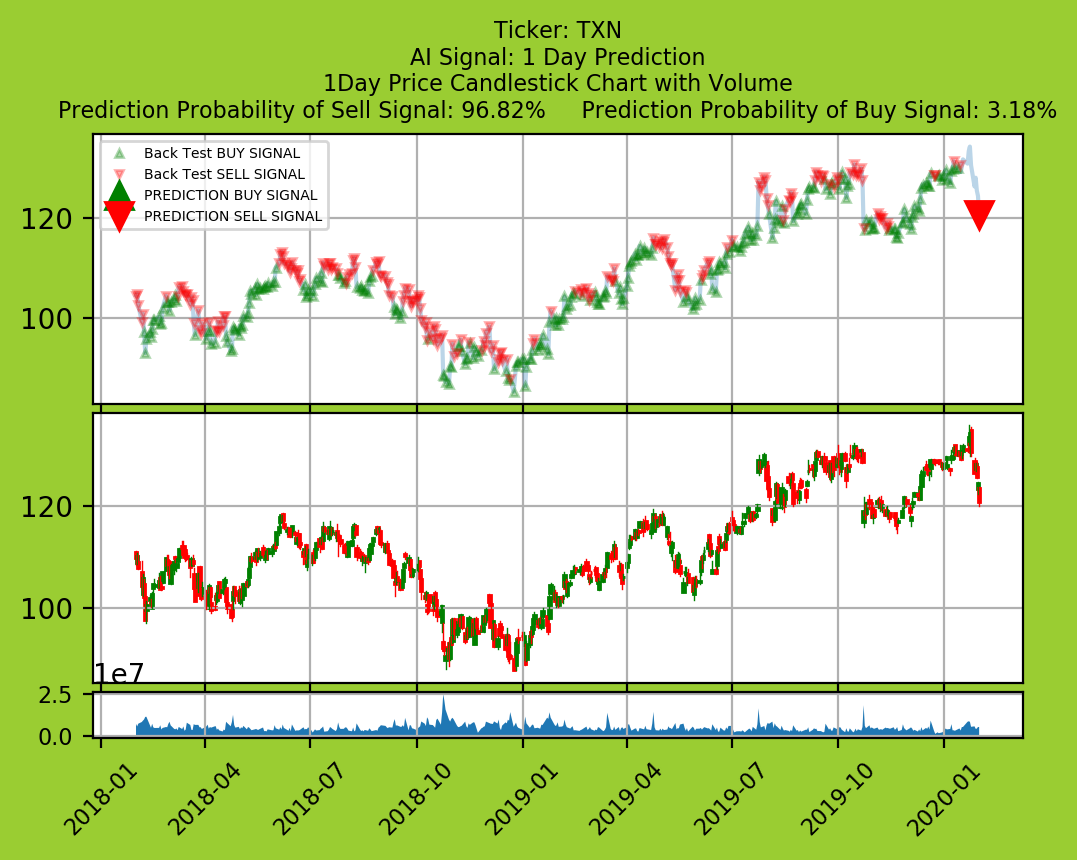 Ticker: TXN
AI Signal: 1 Day Prediction
1Day Price Candlestick Chart with Volume
Prediction Probability of Sell Signal: 96.82% Prediction Probability of Buy Signal: 3.18%
Back Test BUY SIGNAL
Back Test SELL SIGNAL
PREDICTION BUY SIGNAL
PREDICTION SELL SIGNAL
120
100
120
100
1e7
2.5
0.0
2018-01
2018-04
2018-07
2018-10
2019-01
2019-04
2019-07
2019-10
2020-01